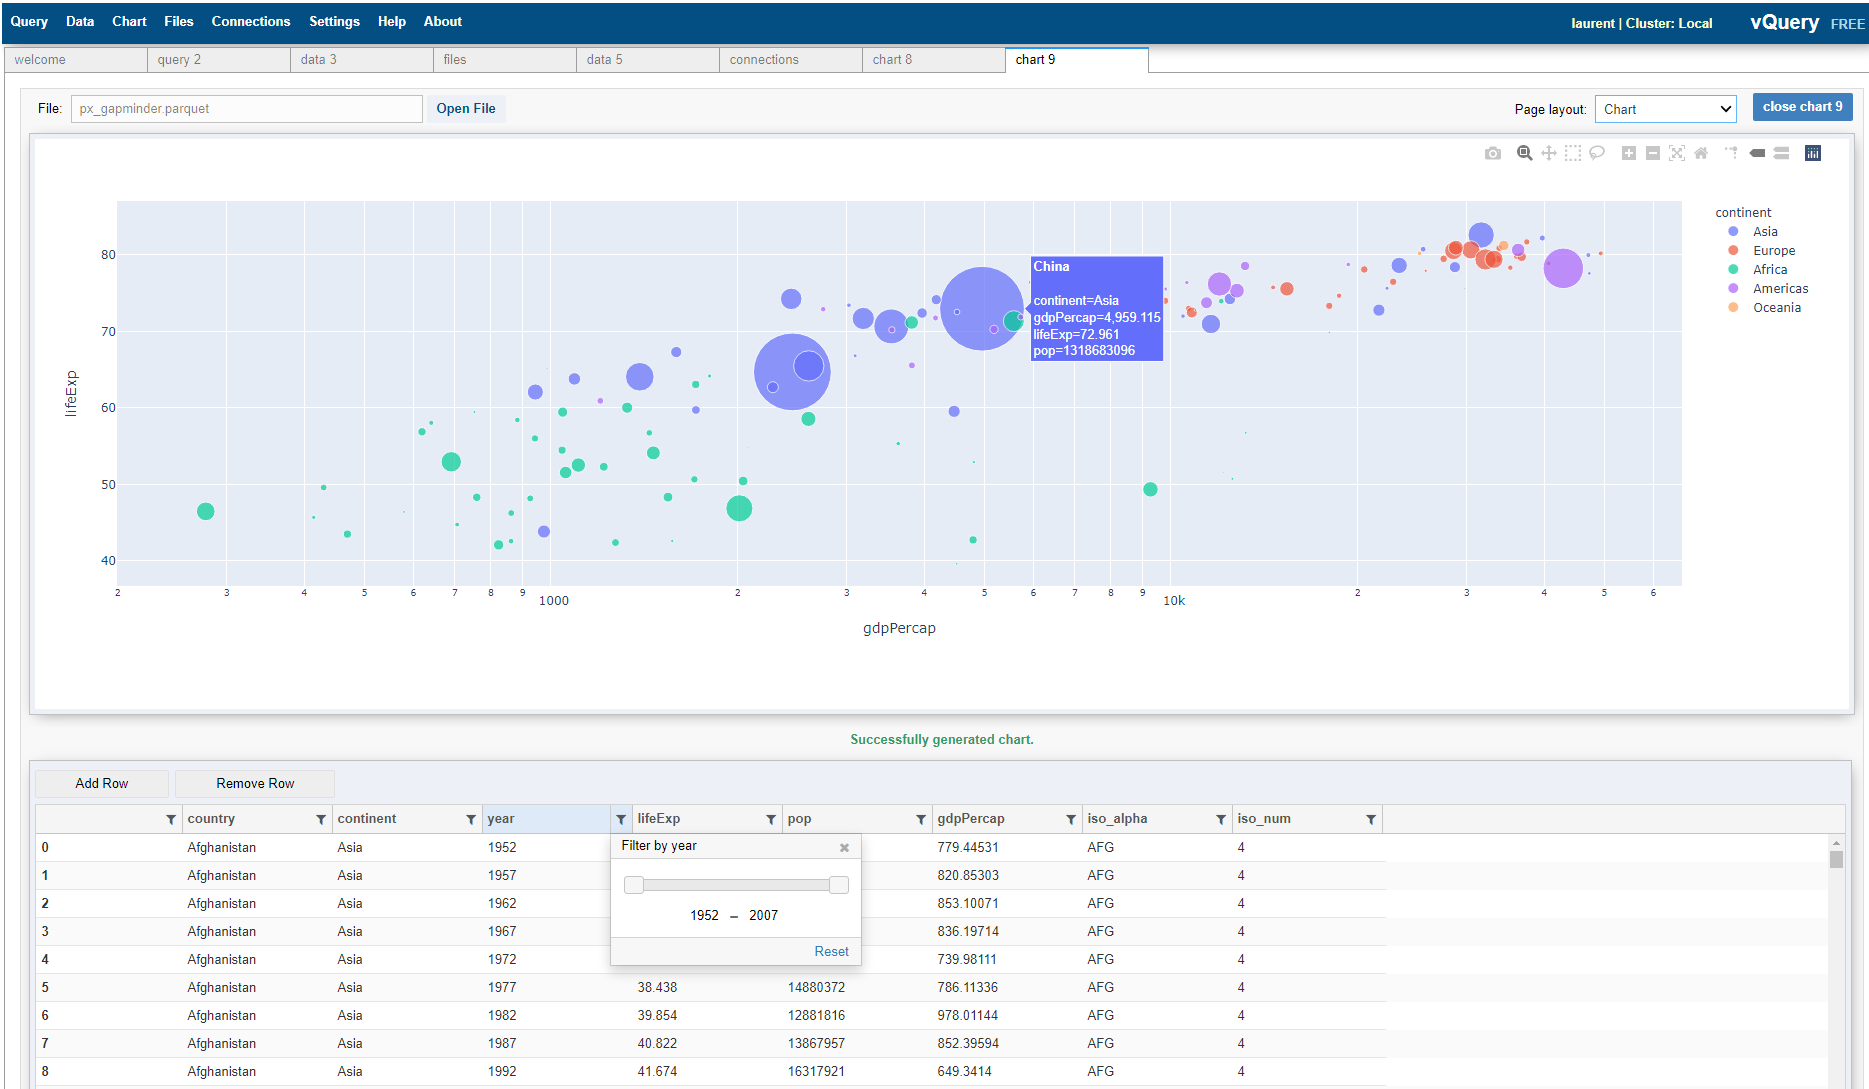 Query Data Chart Files Connections Settings Help About laurent | Cluster: Local vQuery FREE
welcome query 2 data 3 files data 5 connections chart 8 chart 9
File: px_gapminder.parquet Open File Page layout: Chart close chart 9
continent
Asia
Europe
Africa
Americas
Oceania
China
continent=Asia
gdpPercap=4,959.115
lifeExp=72.961
pop=1318683096
80
70
60
50
40
lifeExp
2 3 4 5 6 7 8 9 1000 2 3 4 5 6 7 8 9 10k 2 3 4 5 6
gdpPercap
Successfully generated chart.
Add Row Remove Row
country continent year lifeExp pop gdpPercap iso_alpha iso_num
0 Afghanistan Asia 1952 779.44531 AFG 4
1 Afghanistan Asia 1957 820.85303 AFG 4
2 Afghanistan Asia 1962 853.10071 AFG 4
3 Afghanistan Asia 1967 836.19714 AFG 4
4 Afghanistan Asia 1972 739.98111 AFG 4
5 Afghanistan Asia 1977 38.438 14880372 786.11336 AFG 4
6 Afghanistan Asia 1982 39.854 12881816 978.01144 AFG 4
7 Afghanistan Asia 1987 40.822 13867957 852.39594 AFG 4
8 Afghanistan Asia 1992 41.674 16317921 649.3414 AFG 4
Filter by year
1952 – 2007
Reset